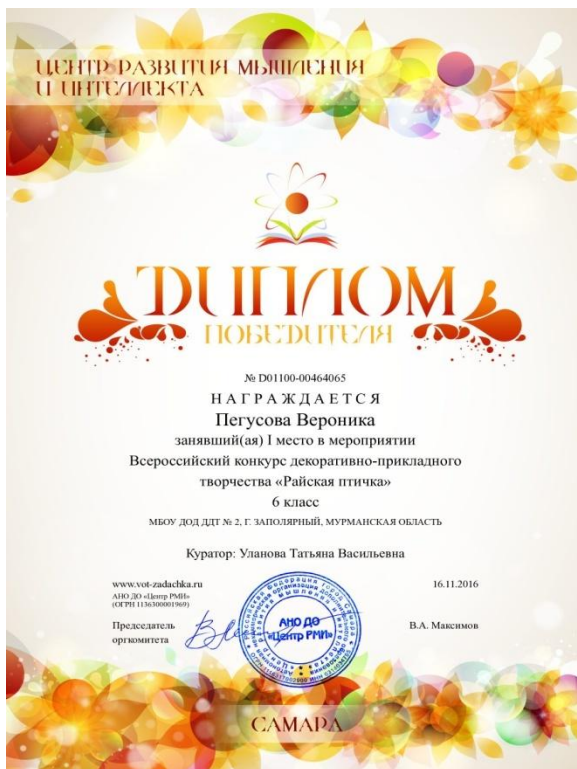 ЦЕНТР РАЗВИТИЯ МЫШЛЕНИЯ
И ИНТЕЛЛЕКТА
ДИПЛОМ
ПОБЕДИТЕЛЯ
№ D01100-00464065
НАГРАЖДАЕТСЯ
Пегусова Вероника
занявший(ая) I место в мероприятии
Всероссийский конкурс декоративно-прикладного
творчества «Райская птичка»
6 класс
МБОУ ДОД ДДТ № 2, Г. ЗАПОЛЯРНЫЙ, МУРМАНСКАЯ ОБЛАСТЬ
Куратор: Уланова Татьяна Васильевна
www.vot-zadachka.ru
АНО ДО «Центр РМИ»
(ОГРН 1136300001969)
16.11.2016
Председатель
оргкомитета
АНО ДО
«Центр РМИ»
В.А. Максимов
САМАРА